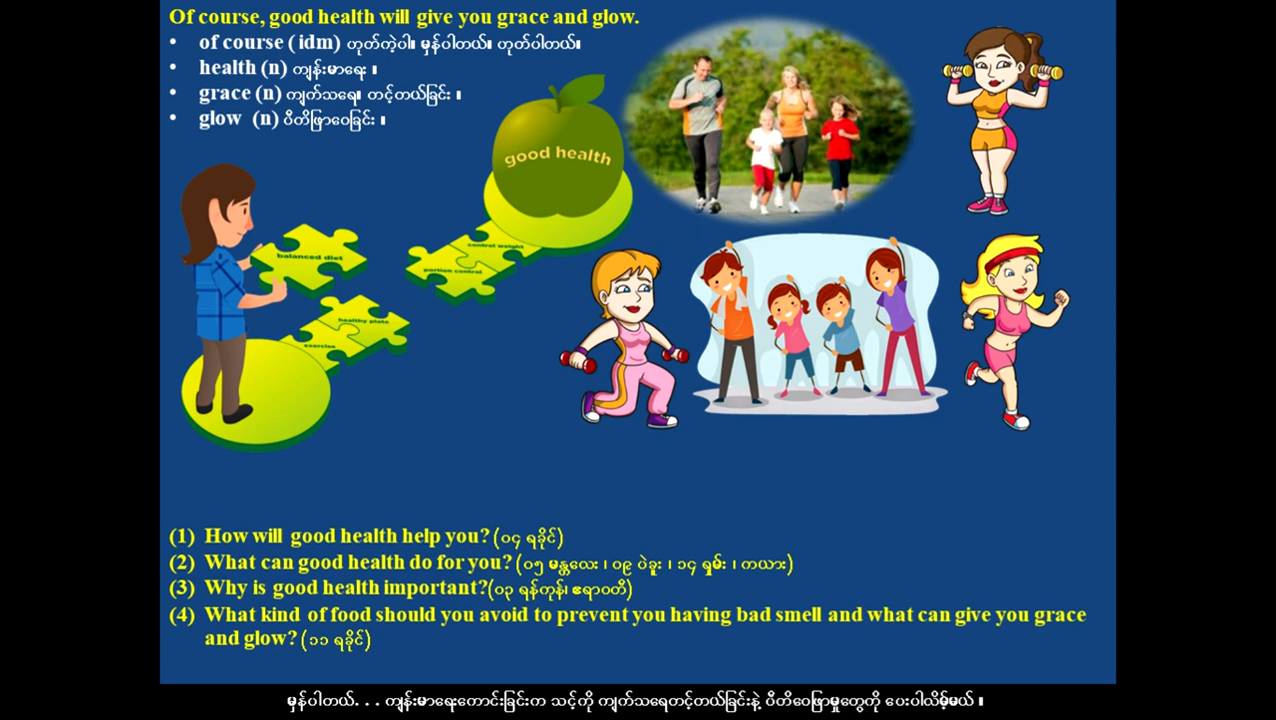 Of course, good health will give you grace and glow.
• of course ( idm) ဟုတ်ကဲ့ပါ။ မှန်ပါတယ်။ ဟုတ်ပါတယ်။
• health (n) ကျန်းမာရေး ။
• grace (n) ကျက်သရေ။ တင့်တယ်ခြင်း ။
• glow (n) ဝီတိဖြာဝေခြင်း ။
good health
control weight
portion control
balanced diet
healthy plate
exercise
(1) How will good health help you? (၀၄ ရခိုင်)
(2) What can good health do for you? (၀၅ မန္တလေး ၊ ၀၉ ပဲခူး ၊ ၁၄ ရှမ်း ၊ ကယား)
(3) Why is good health important?(၀၃ ရန်ကုန်၊ ဧရာဝတီ)
(4) What kind of food should you avoid to prevent you having bad smell and what can give you grace
and glow? (၁၁ ရခိုင်)
မှန်ပါတယ်. . . ကျန်းမာရေးကောင်းခြင်းက သင့်ကို ကျက်သရေတင့်တယ်ခြင်းနဲ့ ဝီတိဝေဖြာမှုတွေကို ပေးပါလိမ့်မယ် ။